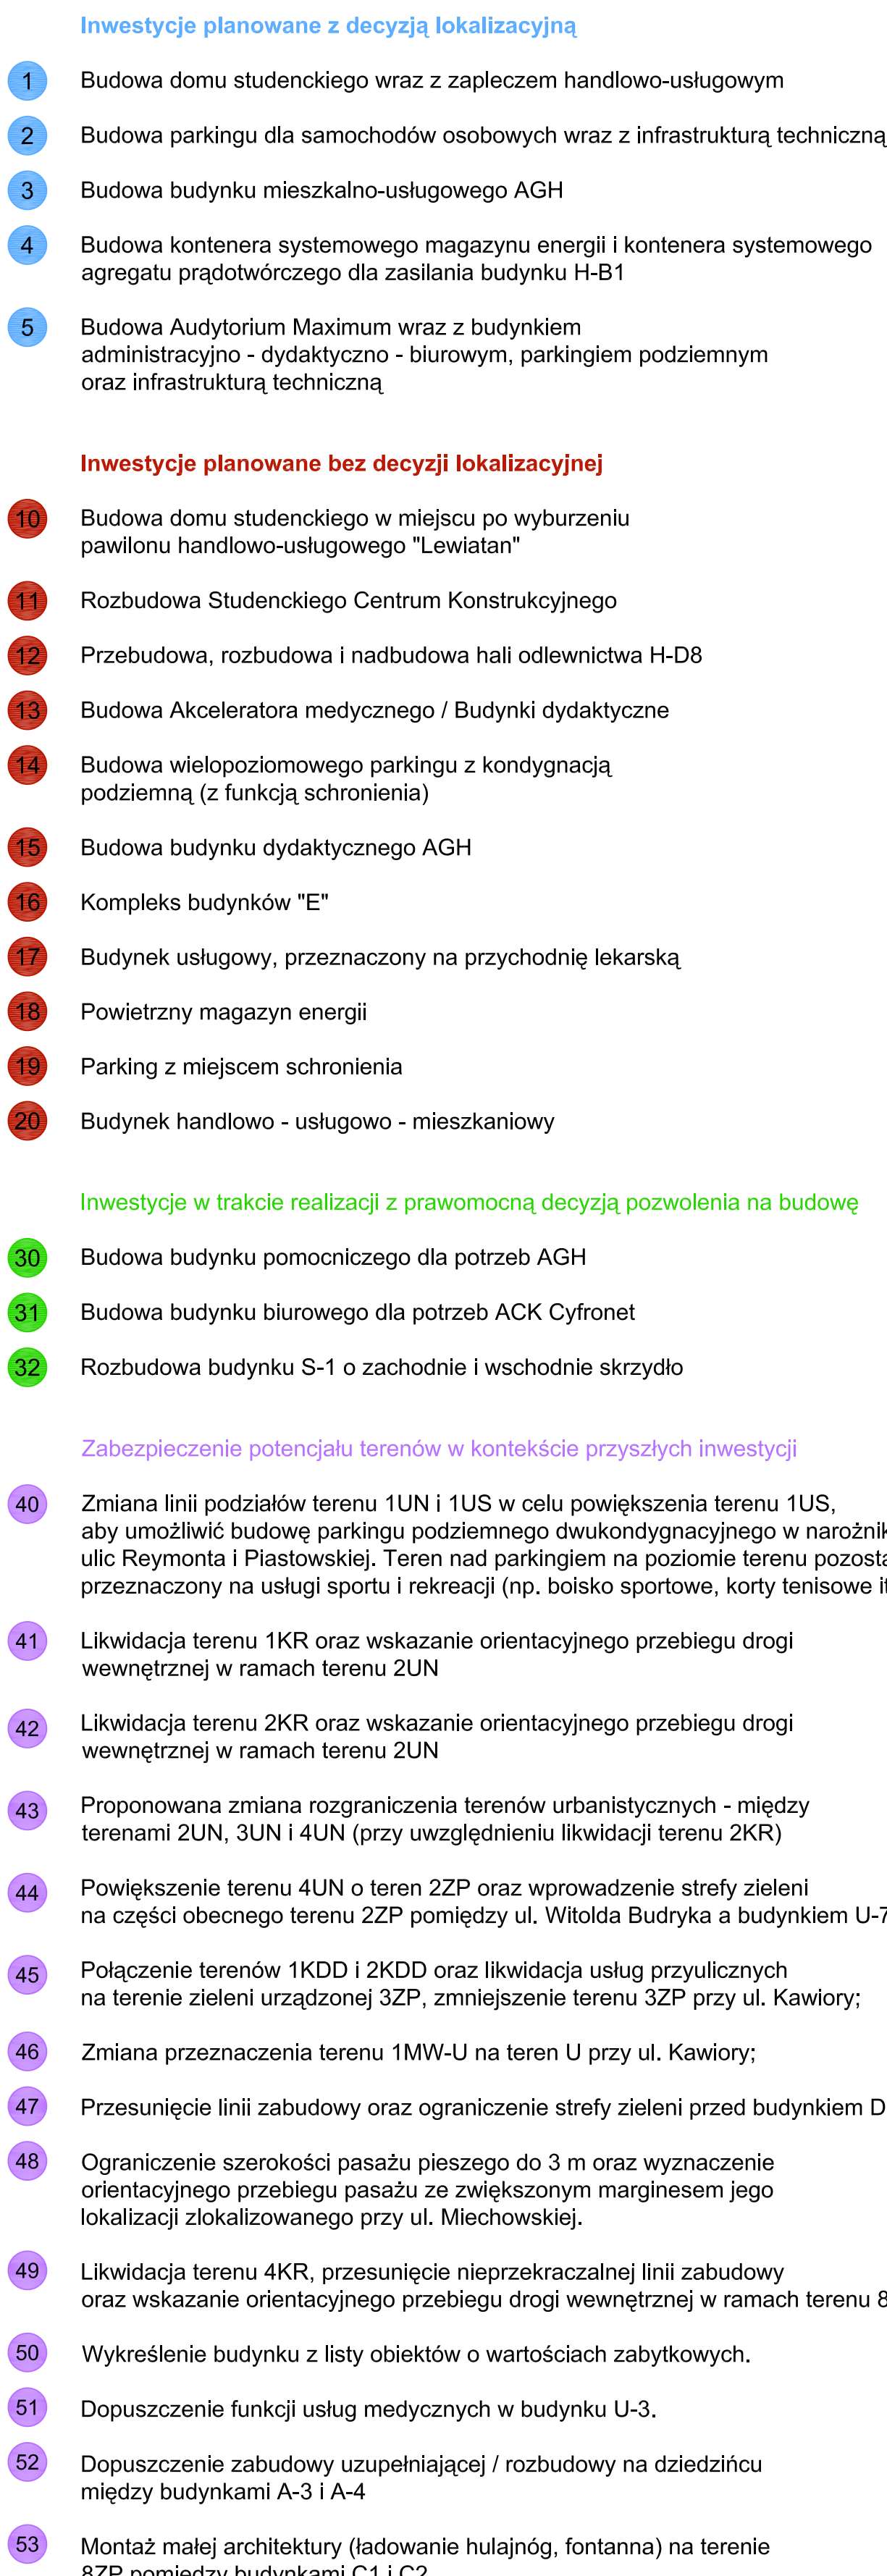 Inwestycje planowane z decyzją lokalizacyjną
1 Budowa domu studenckiego wraz z zapleczem handlowo-usługowym
2 Budowa parkingu dla samochodów osobowych wraz z infrastrukturą techniczną
3 Budowa budynku mieszkalno-usługowego AGH
4 Budowa kontenera systemowego magazynu energii i kontenera systemowego
agregatu prądotwórczego dla zasilania budynku H-B1
5 Budowa Audytorium Maximum wraz z budynkiem
administracyjno - dydaktyczno - biurowym, parkingiem podziemnym
oraz infrastrukturą techniczną
Inwestycje planowane bez decyzji lokalizacyjnej
10 Budowa domu studenckiego w miejscu po wyburzeniu
pawilonu handlowo-usługowego "Lewiatan"
11 Rozbudowa Studenckiego Centrum Konstrukcyjnego
12 Przebudowa, rozbudowa i nadbudowa hali odlewnictwa H-D8
13 Budowa Akceleratora medycznego / Budynki dydaktyczne
14 Budowa wielopoziomowego parkingu z kondygnacją
podziemną (z funkcją schronienia)
15 Budowa budynku dydaktycznego AGH
16 Kompleks budynków "E"
17 Budynek usługowy, przeznaczony na przychodnię lekarską
18 Powietrzny magazyn energii
19 Parking z miejscem schronienia
20 Budynek handlowo - usługowo - mieszkaniowy
Inwestycje w trakcie realizacji z prawomocną decyzją pozwolenia na budowę
30 Budowa budynku pomocniczego dla potrzeb AGH
31 Budowa budynku biurowego dla potrzeb ACK Cyfronet
32 Rozbudowa budynku S-1 o zachodnie i wschodnie skrzydło
Zabezpieczenie potencjału terenów w kontekście przyszłych inwestycji
40 Zmiana linii podziałów terenu 1UN i 1US w celu powiększenia terenu 1US,
aby umożliwić budowę parkingu podziemnego dwukondygnacyjnego w narożnik
ulic Reymonta i Piastowskiej. Teren nad parkingiem na poziomie terenu pozosta
przeznaczony na usługi sportu i rekreacji (np. boisko sportowe, korty tenisowe it
41 Likwidacja terenu 1KR oraz wskazanie orientacyjnego przebiegu drogi
wewnętrznej w ramach terenu 2UN
42 Likwidacja terenu 2KR oraz wskazanie orientacyjnego przebiegu drogi
wewnętrznej w ramach terenu 2UN
43 Proponowana zmiana rozgraniczenia terenów urbanistycznych - między
terenami 2UN, 3UN i 4UN (przy uwzględnieniu likwidacji terenu 2KR)
44 Powiększenie terenu 4UN o teren 2ZP oraz wprowadzenie strefy zieleni
na części obecnego terenu 2ZP pomiędzy ul. Witolda Budryka a budynkiem U-7
45 Połączenie terenów 1KDD i 2KDD oraz likwidacja usług przyulicznych
na terenie zieleni urządzonej 3ZP, zmniejszenie terenu 3ZP przy ul. Kawiory;
46 Zmiana przeznaczenia terenu 1MW-U na teren U przy ul. Kawiory;
47 Przesunięcie linii zabudowy oraz ograniczenie strefy zieleni przed budynkiem D
48 Ograniczenie szerokości pasażu pieszego do 3 m oraz wyznaczenie
orientacyjnego przebiegu pasażu ze zwiększonym marginesem jego
lokalizacji zlokalizowanego przy ul. Miechowskiej.
49 Likwidacja terenu 4KR, przesunięcie nieprzekraczalnej linii zabudowy
oraz wskazanie orientacyjnego przebiegu drogi wewnętrznej w ramach terenu 8
50 Wykreślenie budynku z listy obiektów o wartościach zabytkowych.
51 Dopuszczenie funkcji usług medycznych w budynku U-3.
52 Dopuszczenie zabudowy uzupełniającej / rozbudowy na dziedzińcu
między budynkami A-3 i A-4
53 Montaż małej architektury (ładowanie hulajnóg, fontanna) na terenie
8ZP pomiędzy budynkami C1 i C2